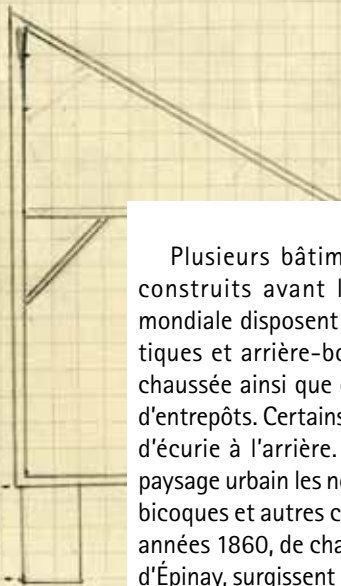 Plusieurs bâtim
construits avant l
mondiale disposent
tiques et arrière-bo
chaussée ainsi que
d'entrepôts. Certains
d'écurie à l'arrière.
paysage urbain les no
bicoques et autres c
années 1860, de cha
d'Épinay, surgissent